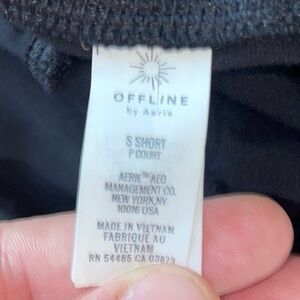 OFFLINE
by Aerie
S SHORT
P COURT
AERIE™ AEO
MANAGEMENT CO.
NEW YORK, NY
10016 USA
MADE IN VIETNAM
FABRIQUÉ AU
VIETNAM
RN 54485 CA 03873